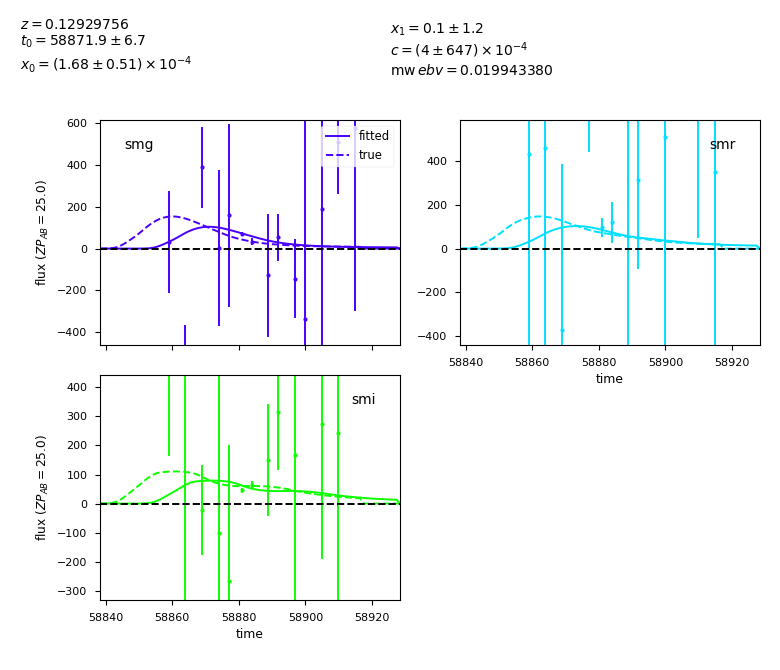 z = 0.12929756
t₀ = 58871.9 ± 6.7
x₀ = (1.68 ± 0.51) × 10⁻⁴
x₁ = 0.1 ± 1.2
c = (4 ± 647) × 10⁻⁴
mw ebv = 0.019943380
smg
fitted
true
600
400
200
0
−200
−400
flux (ZP_AB = 25.0)
smr
400
200
0
−200
−400
58840 58860 58880 58900 58920
time
smi
400
300
200
100
0
−100
−200
−300
flux (ZP_AB = 25.0)
58840 58860 58880 58900 58920
time